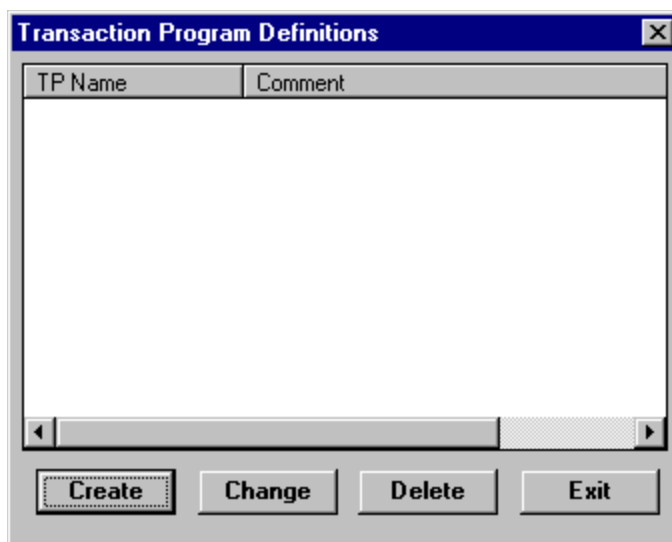 Transaction Program Definitions
TP Name Comment
Create Change Delete Exit